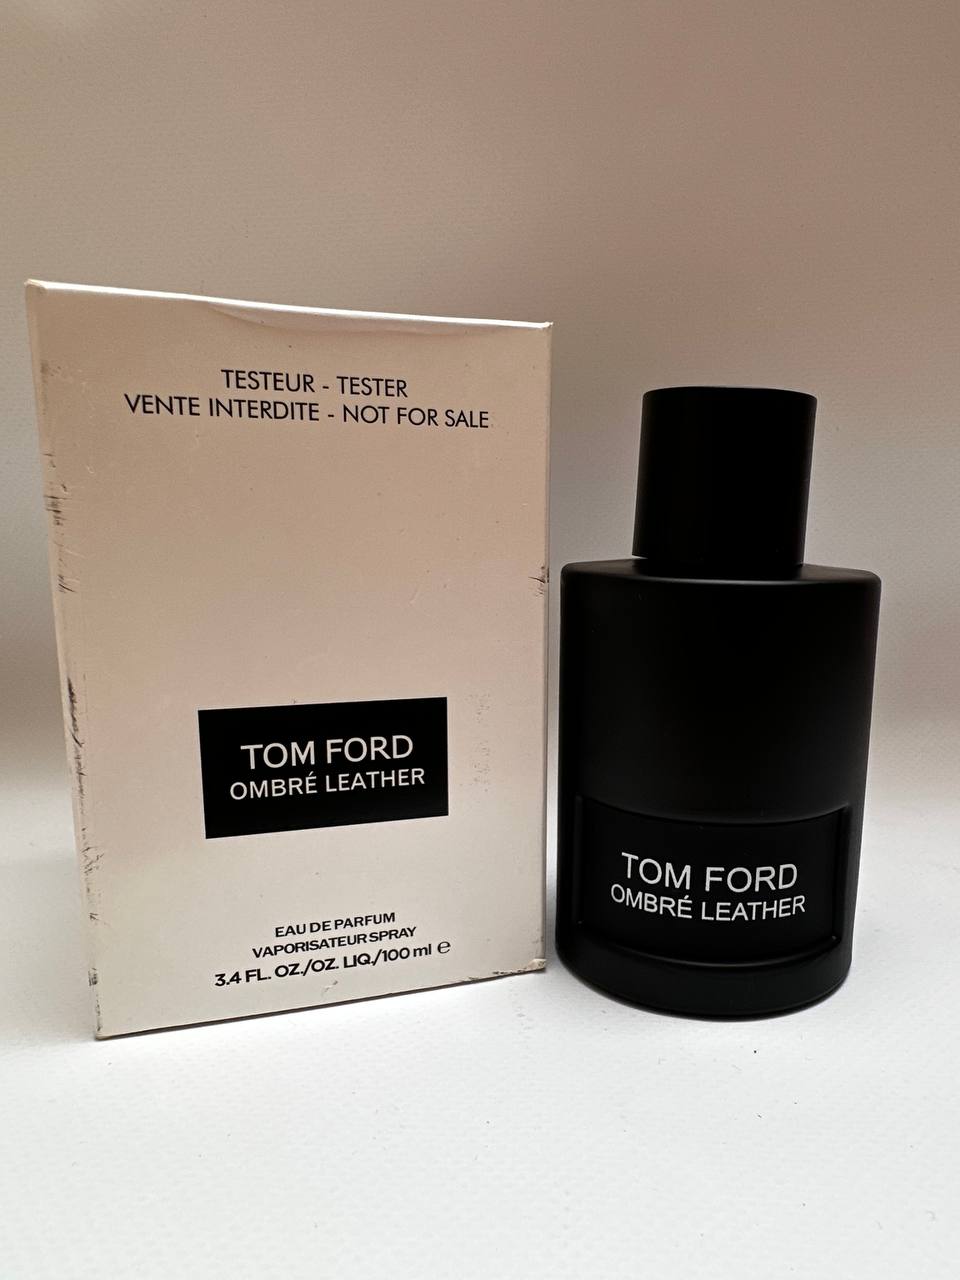 TESTEUR - TESTER
VENTE INTERDITE - NOT FOR SALE
TOM FORD
OMBRÉ LEATHER
EAU DE PARFUM
VAPORISATEUR SPRAY
3.4 FL. OZ./OZ. LIQ./100 ml ℮
TOM FORD
OMBRÉ LEATHER